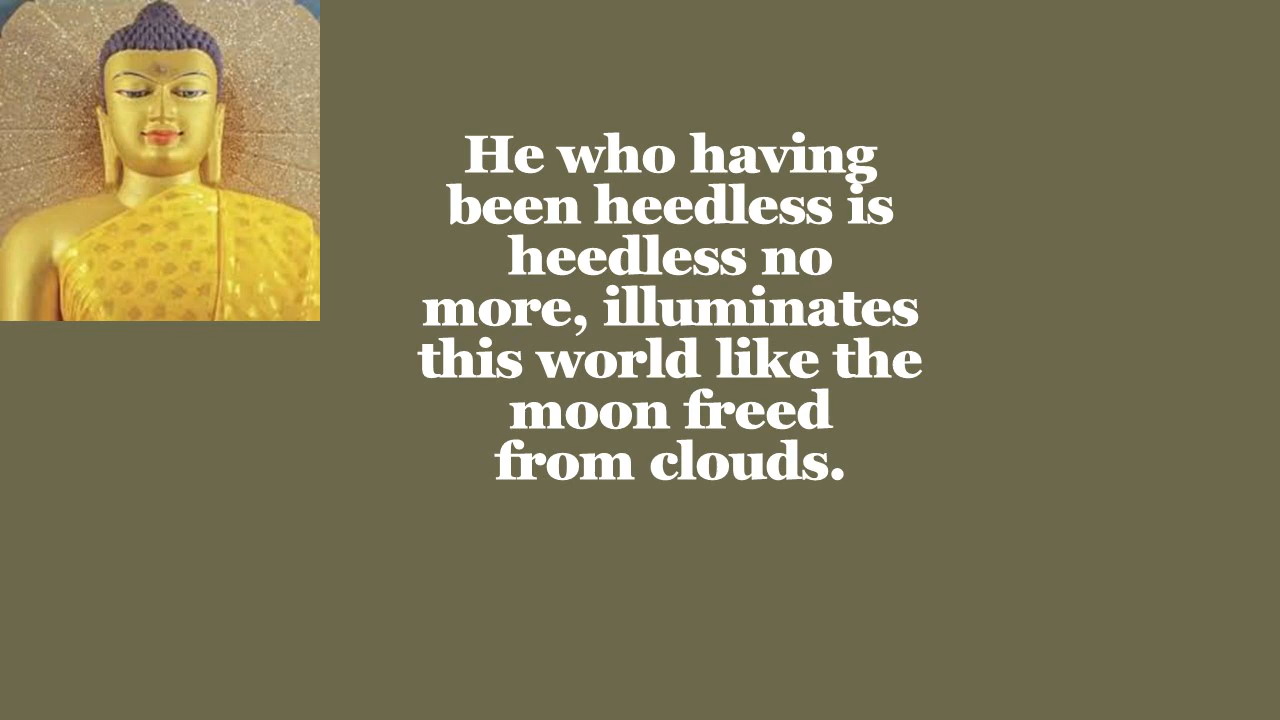 He who having
been heedless is
heedless no
more, illuminates
this world like the
moon freed
from clouds.